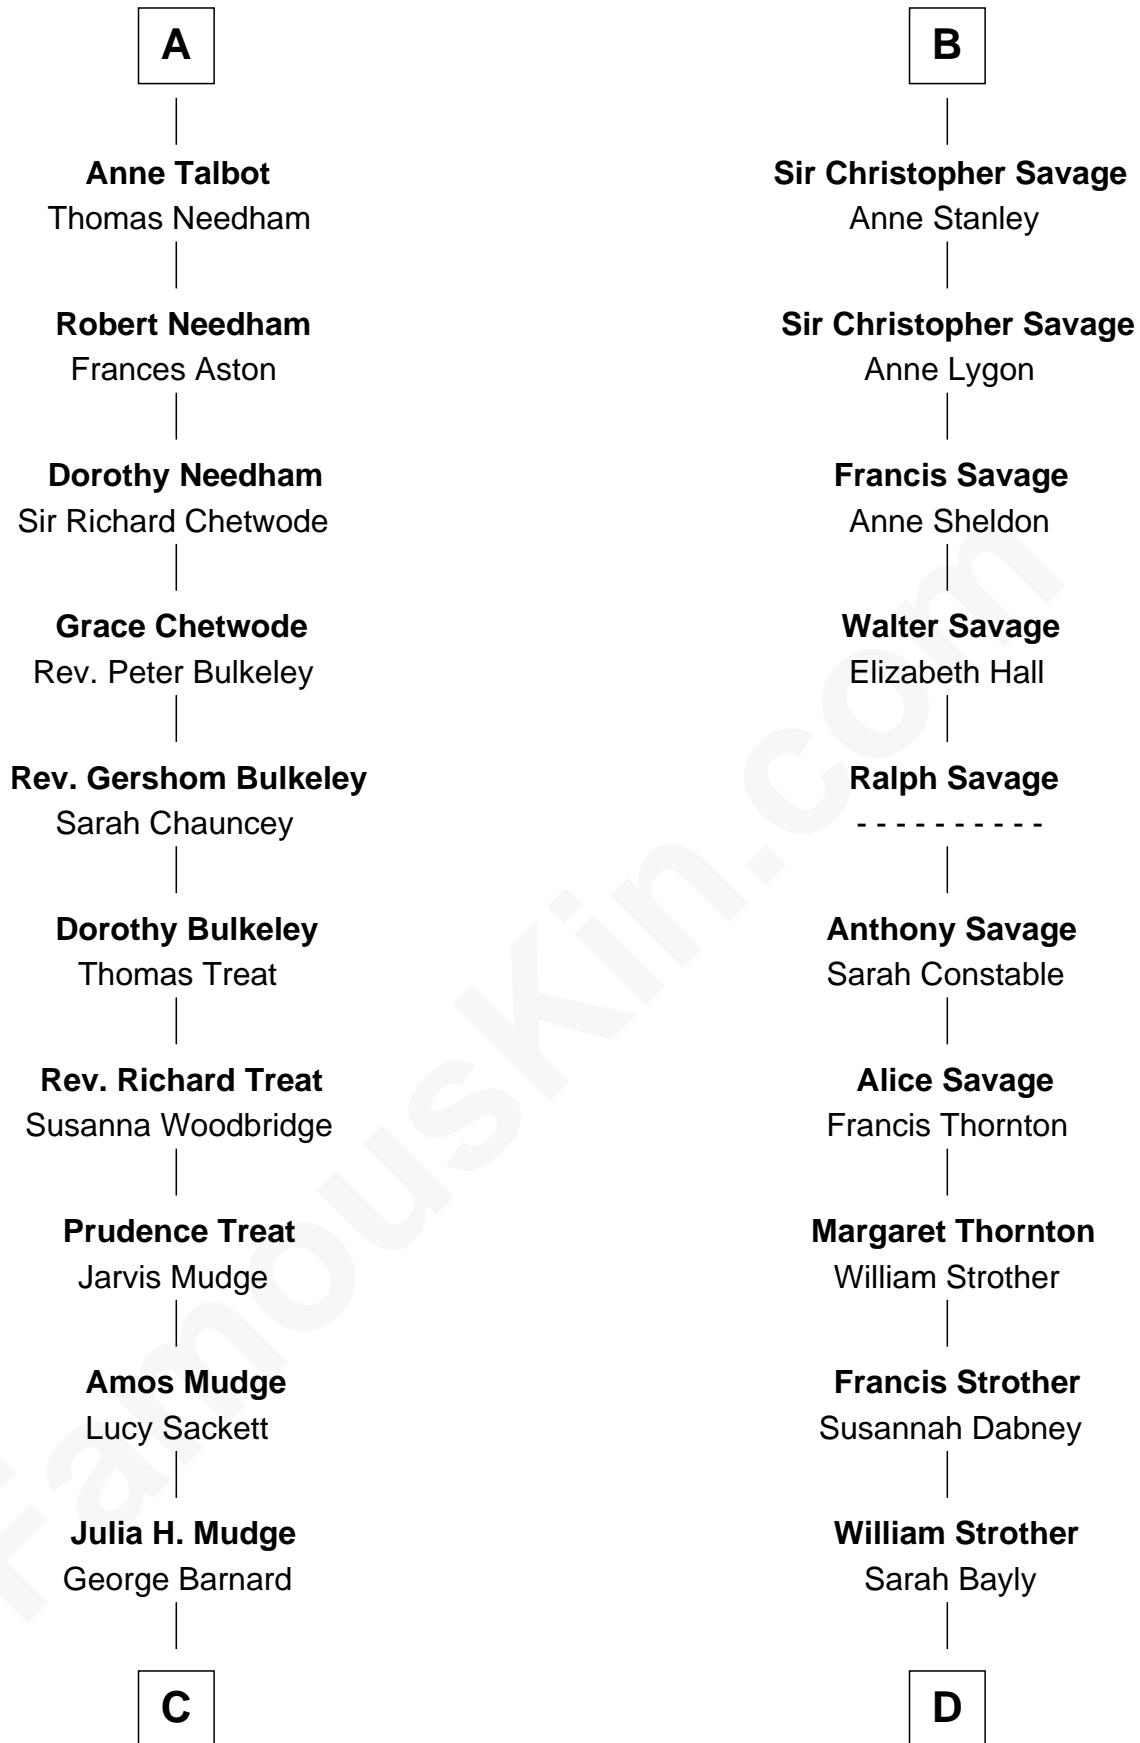 A
Anne Talbot
Thomas Needham
Robert Needham
Frances Aston
Dorothy Needham
Sir Richard Chetwode
Grace Chetwode
Rev. Peter Bulkeley
Rev. Gershom Bulkeley
Sarah Chauncey
Dorothy Bulkeley
Thomas Treat
Rev. Richard Treat
Susanna Woodbridge
Prudence Treat
Jarvis Mudge
Amos Mudge
Lucy Sackett
Julia H. Mudge
George Barnard
C
B
Sir Christopher Savage
Anne Stanley
Sir Christopher Savage
Anne Lygon
Francis Savage
Anne Sheldon
Walter Savage
Elizabeth Hall
Ralph Savage
- - - - - - - - - -
Anthony Savage
Sarah Constable
Alice Savage
Francis Thornton
Margaret Thornton
William Strother
Francis Strother
Susannah Dabney
William Strother
Sarah Bayly
D
FamousKin.com